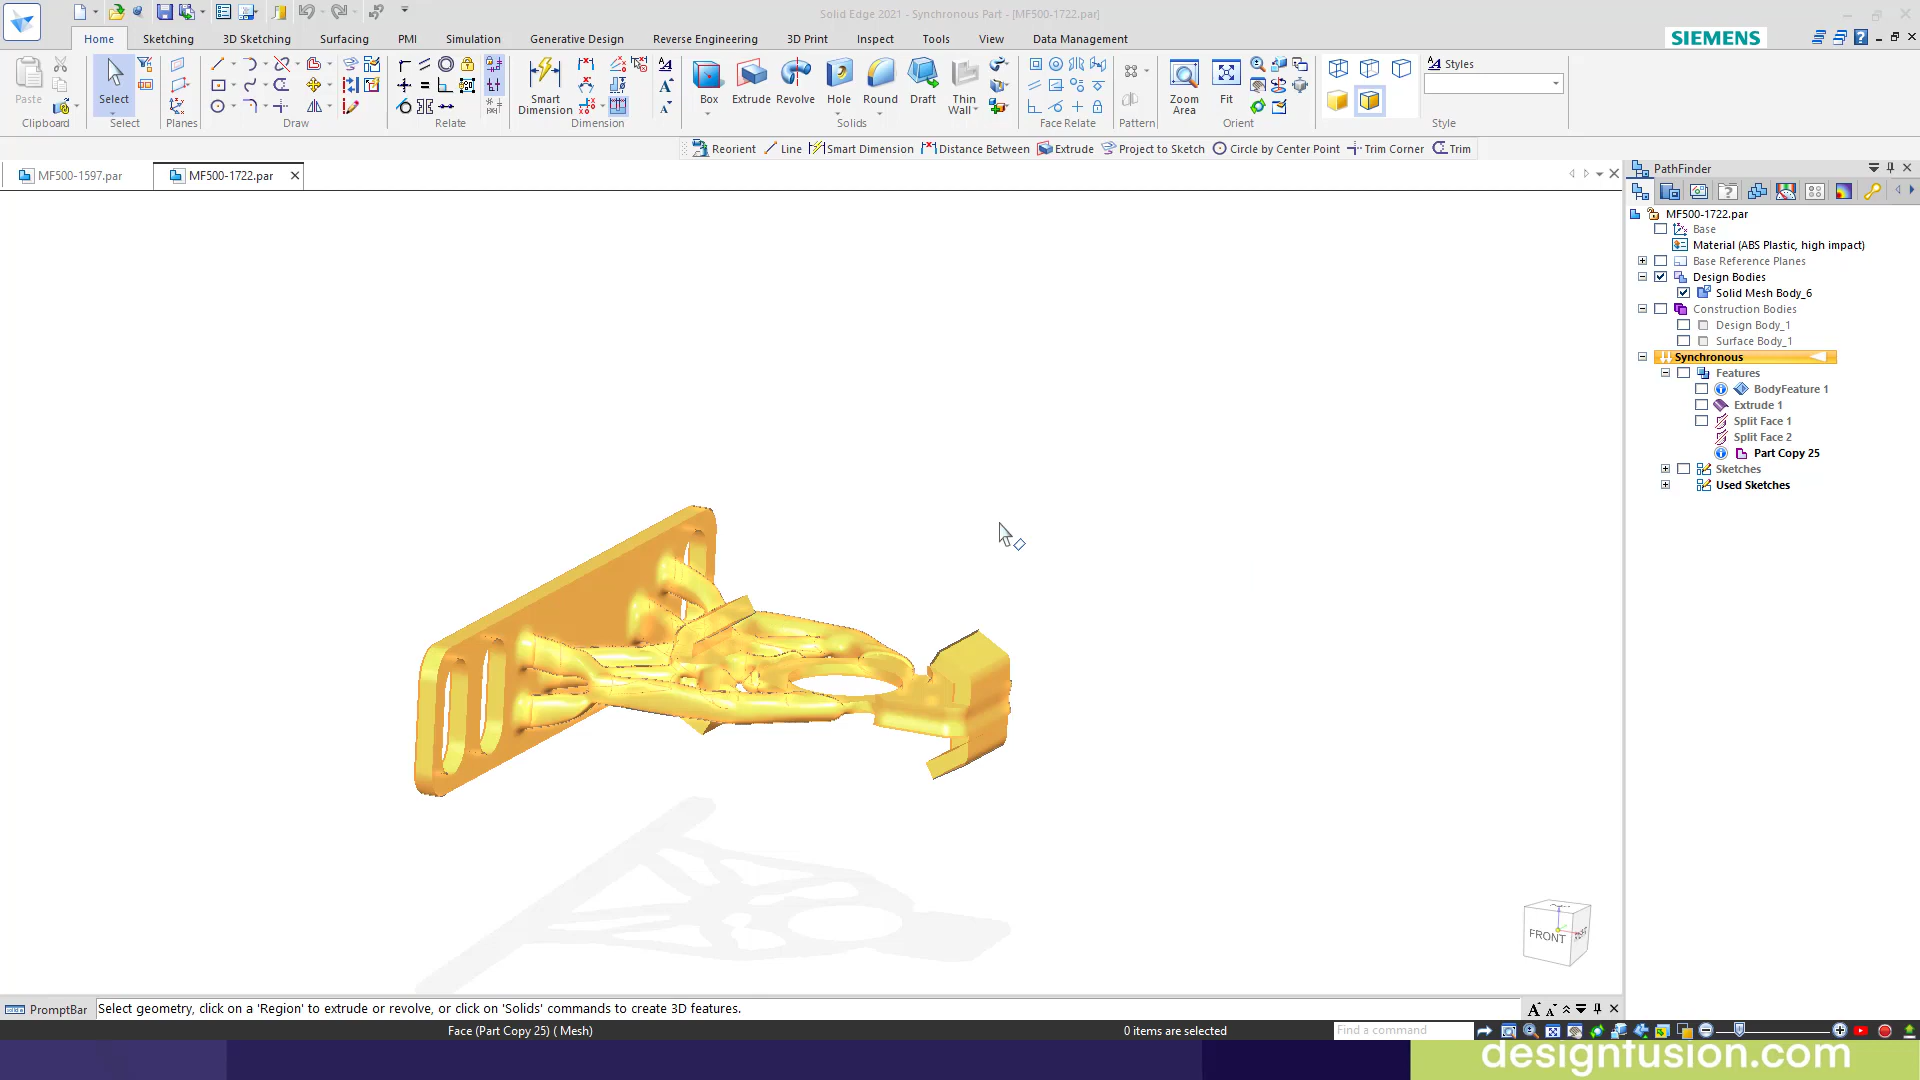 Solid Edge 2021 - Synchronous Part - [MF500-1722.par]
Home Sketching 3D Sketching Surfacing PMI Simulation Generative Design Reverse Engineering 3D Print Inspect Tools View Data Management
SIEMENS
Paste
Clipboard
Select
Select
Planes
Draw
Relate
Smart
Dimension
Dimension
Box Extrude Revolve Hole Round Draft Thin
Wall
Solids
Face Relate
Pattern
Zoom
Area
Fit
Orient
Styles
Style
Reorient Line Smart Dimension Distance Between Extrude Project to Sketch Circle by Center Point Trim Corner Trim
MF500-1597.par MF500-1722.par
PathFinder
MF500-1722.par
Base
Material (ABS Plastic, high impact)
Base Reference Planes
Design Bodies
Solid Mesh Body_6
Construction Bodies
Design Body_1
Surface Body_1
Synchronous
Features
BodyFeature 1
Extrude 1
Split Face 1
Split Face 2
Part Copy 25
Sketches
Used Sketches
FRONT
PromptBar Select geometry, click on a 'Region' to extrude or revolve, or click on 'Solids' commands to create 3D features.
Face (Part Copy 25) ( Mesh) 0 items are selected Find a command
designfusion.com